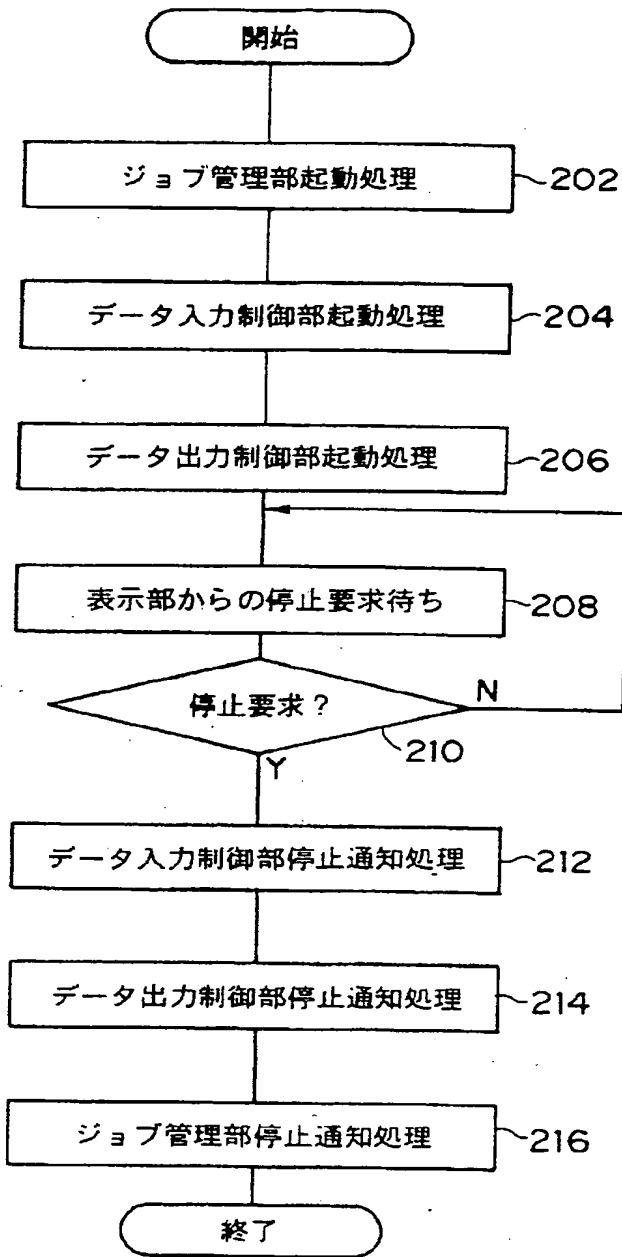 開始
ジョブ管理部起動処理 202
データ入力制御部起動処理 204
データ出力制御部起動処理 206
表示部からの停止要求待ち 208
停止要求? N
210
Y
データ入力制御部停止通知処理 212
データ出力制御部停止通知処理 214
ジョブ管理部停止通知処理 216
終了